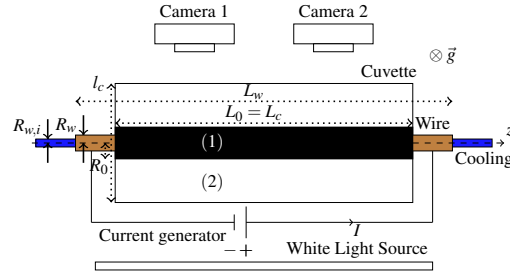 Camera 1 Camera 2
⊗ g⃗
l_c Cuvette
L_w
R_{w,i} R_w L_0 = L_c Wire
(1) z
R_0 Cooling
(2)
Current generator I
− +
White Light Source